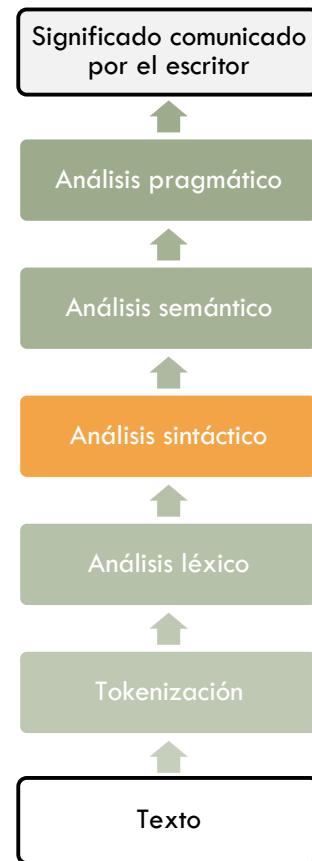 Significado comunicado
por el escritor
Análisis pragmático
Análisis semántico
Análisis sintáctico
Análisis léxico
Tokenización
Texto